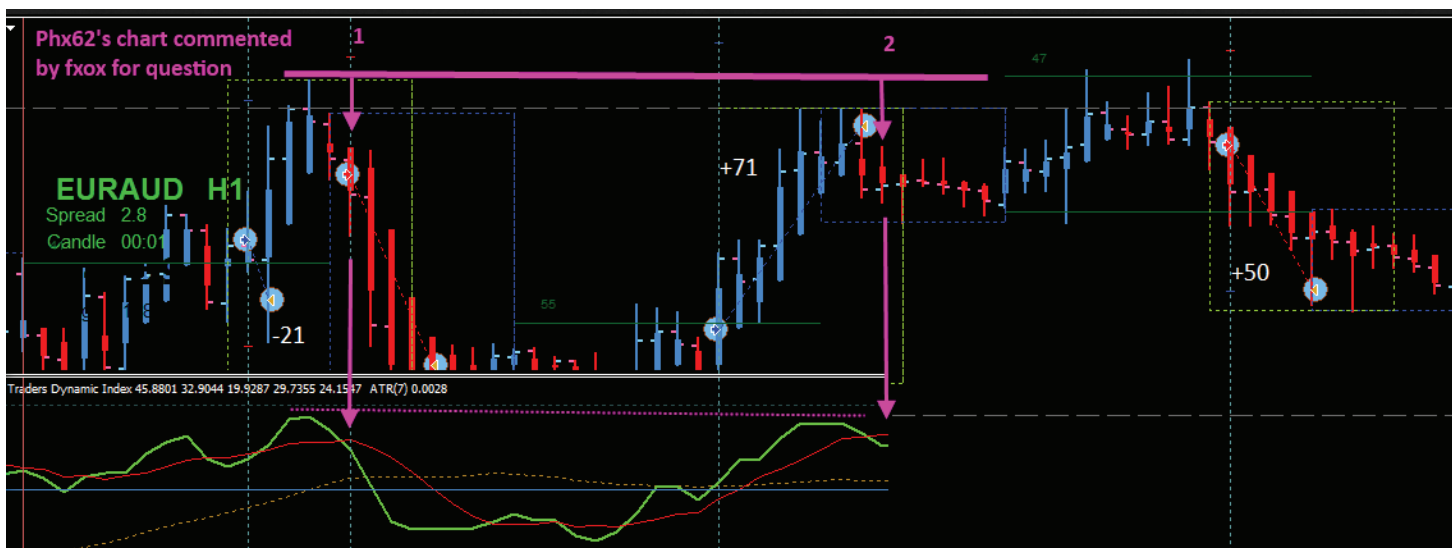 Phx62's chart commented
by fxox for question
1
2
47
EURAUD H1
Spread 2.8
Candle 00:01
+71
-21
55
+50
Traders Dynamic Index 45.8801 32.9044 19.9287 29.7355 24.1547 ATR(7) 0.0028